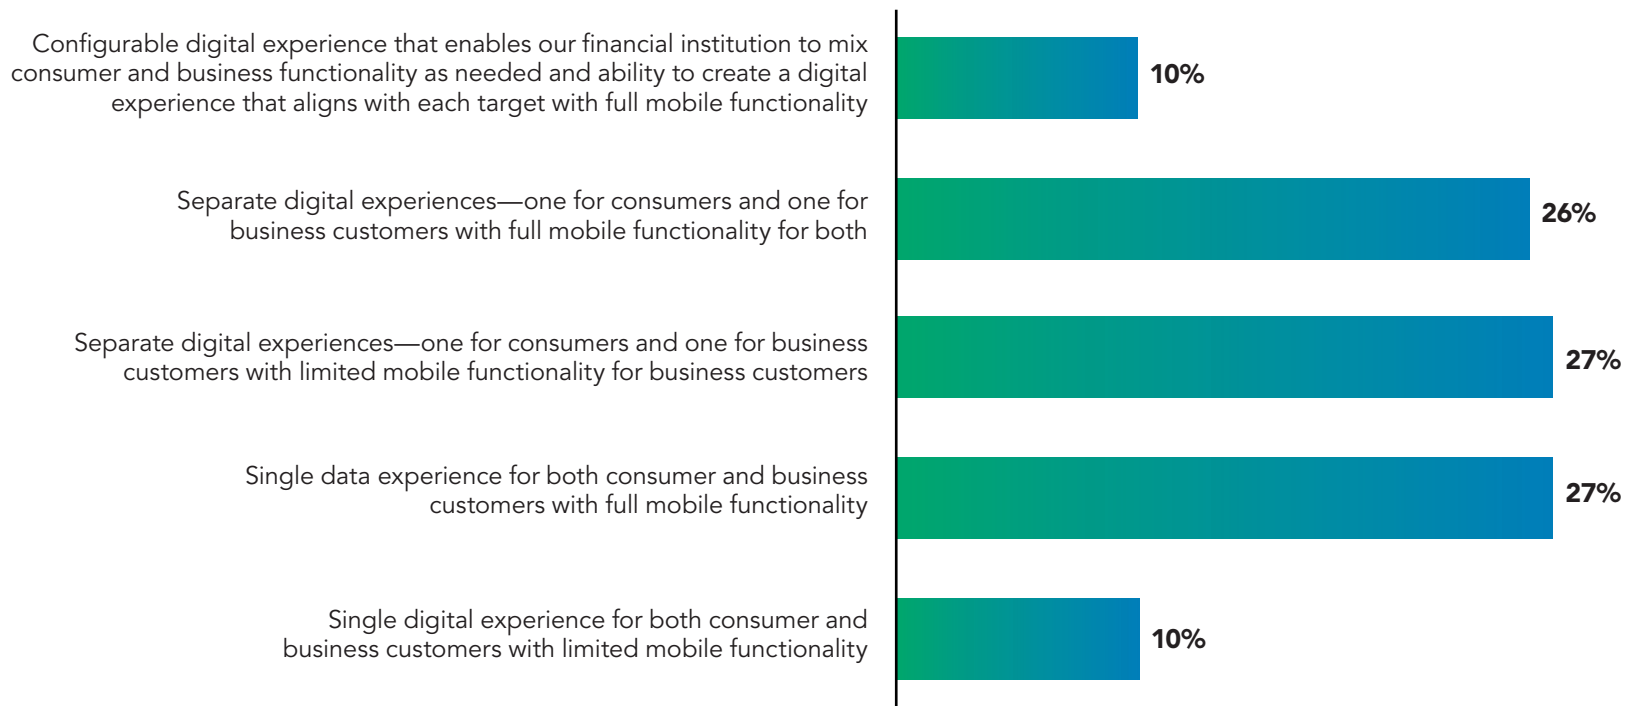 Configurable digital experience that enables our financial institution to mix
consumer and business functionality as needed and ability to create a digital
experience that aligns with each target with full mobile functionality
10%
Separate digital experiences—one for consumers and one for
business customers with full mobile functionality for both
26%
Separate digital experiences—one for consumers and one for business
customers with limited mobile functionality for business customers
27%
Single data experience for both consumer and business
customers with full mobile functionality
27%
Single digital experience for both consumer and
business customers with limited mobile functionality
10%